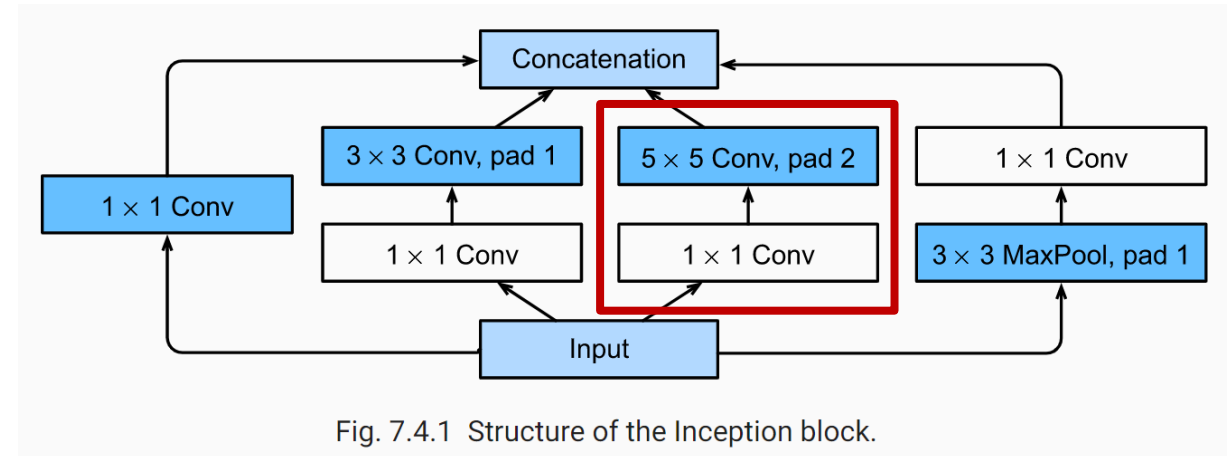 Concatenation
3 × 3 Conv, pad 1
5 × 5 Conv, pad 2
1 × 1 Conv
1 × 1 Conv
1 × 1 Conv
1 × 1 Conv
3 × 3 MaxPool, pad 1
Input
Fig. 7.4.1 Structure of the Inception block.